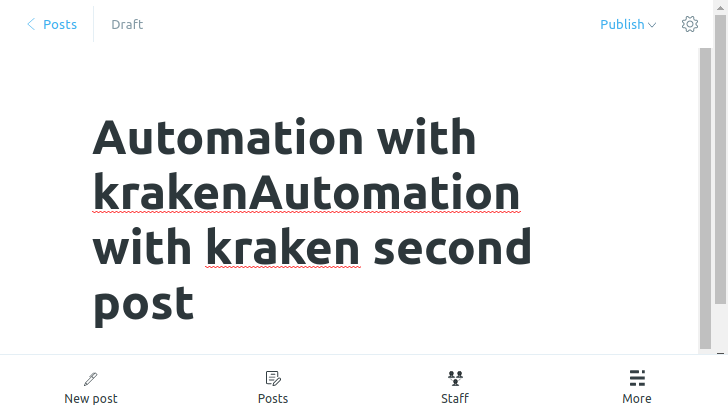 Posts
Draft
Publish
Automation with
krakenAutomation
with kraken second
post
New post
Posts
Staff
More